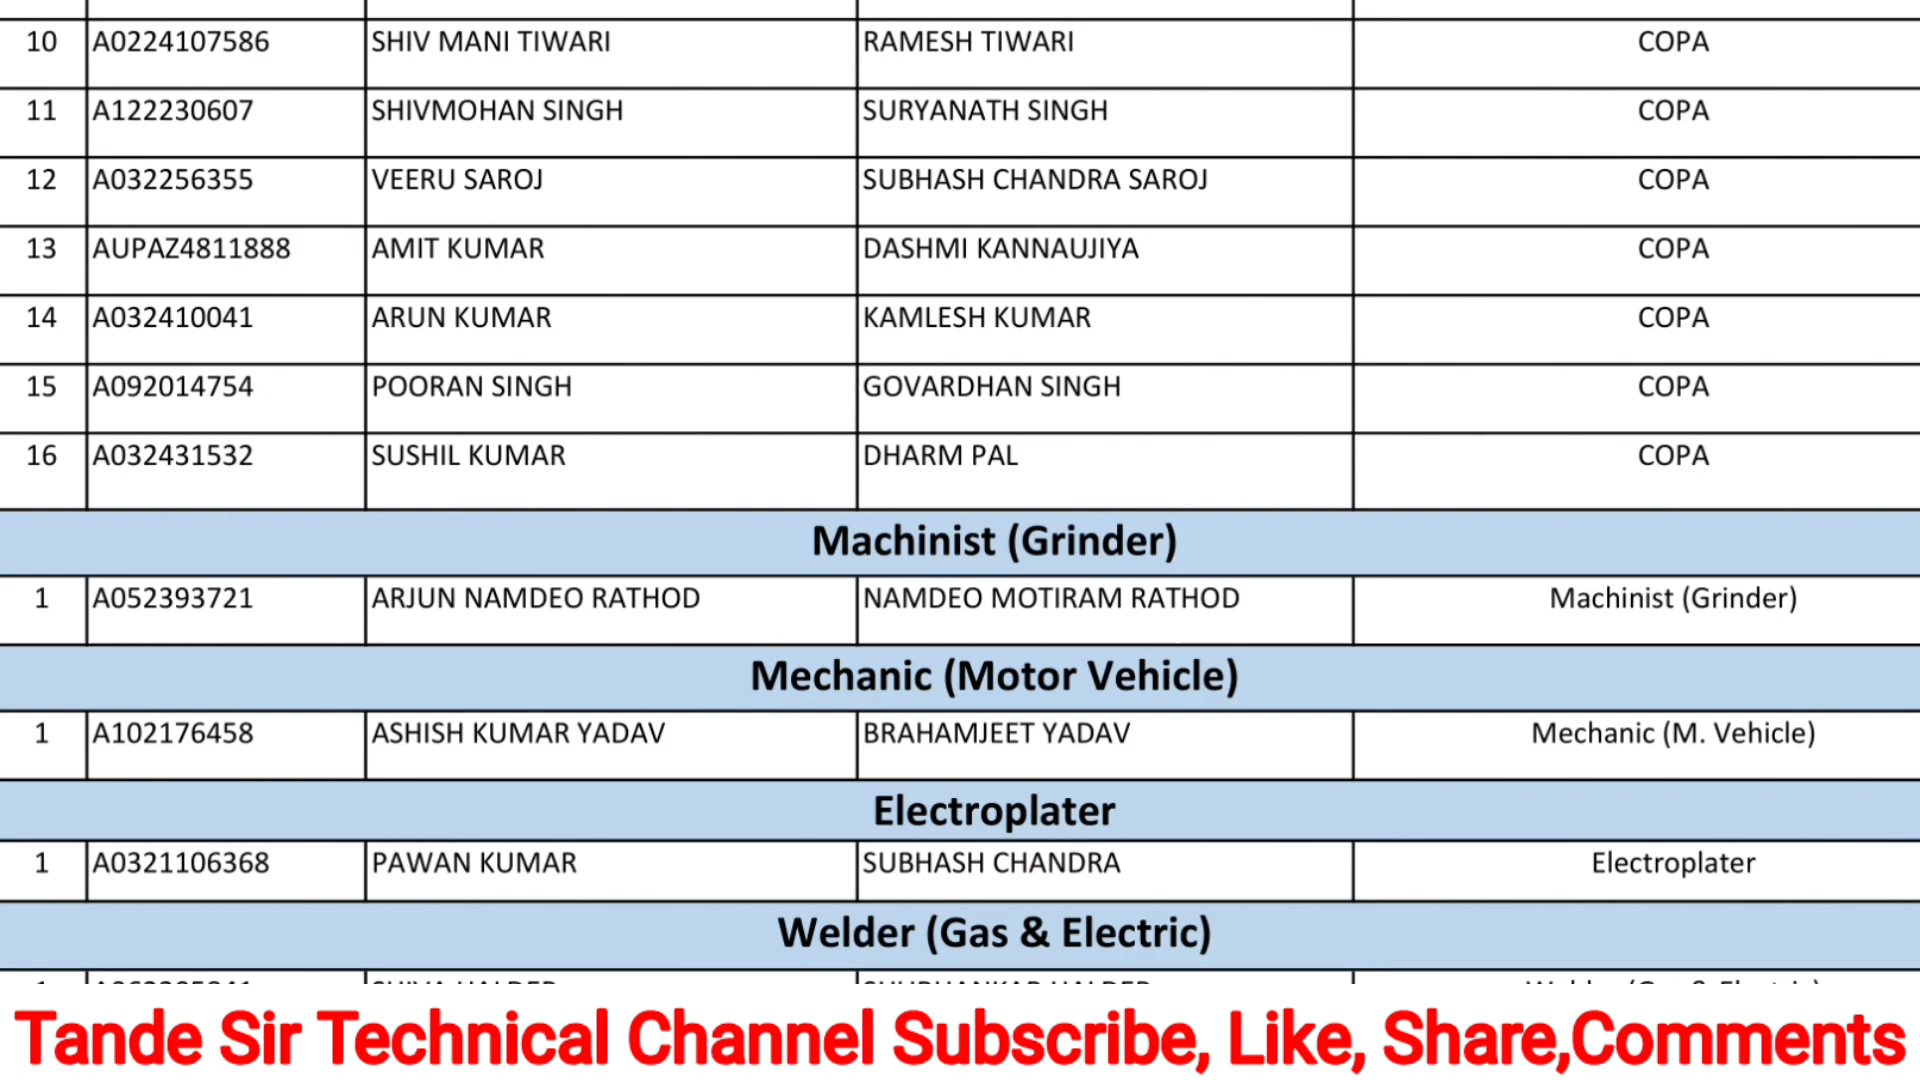 10 A0224107586 SHIV MANI TIWARI RAMESH TIWARI COPA
11 A122230607 SHIVMOHAN SINGH SURYANATH SINGH COPA
12 A032256355 VEERU SAROJ SUBHASH CHANDRA SAROJ COPA
13 AUPAZ4811888 AMIT KUMAR DASHMI KANNAUJIYA COPA
14 A032410041 ARUN KUMAR KAMLESH KUMAR COPA
15 A092014754 POORAN SINGH GOVARDHAN SINGH COPA
16 A032431532 SUSHIL KUMAR DHARM PAL COPA
Machinist (Grinder)
1 A052393721 ARJUN NAMDEO RATHOD NAMDEO MOTIRAM RATHOD Machinist (Grinder)
Mechanic (Motor Vehicle)
1 A102176458 ASHISH KUMAR YADAV BRAHAMJEET YADAV Mechanic (M. Vehicle)
Electroplater
1 A0321106368 PAWAN KUMAR SUBHASH CHANDRA Electroplater
Welder (Gas & Electric)
Tande Sir Technical Channel Subscribe, Like, Share,Comments